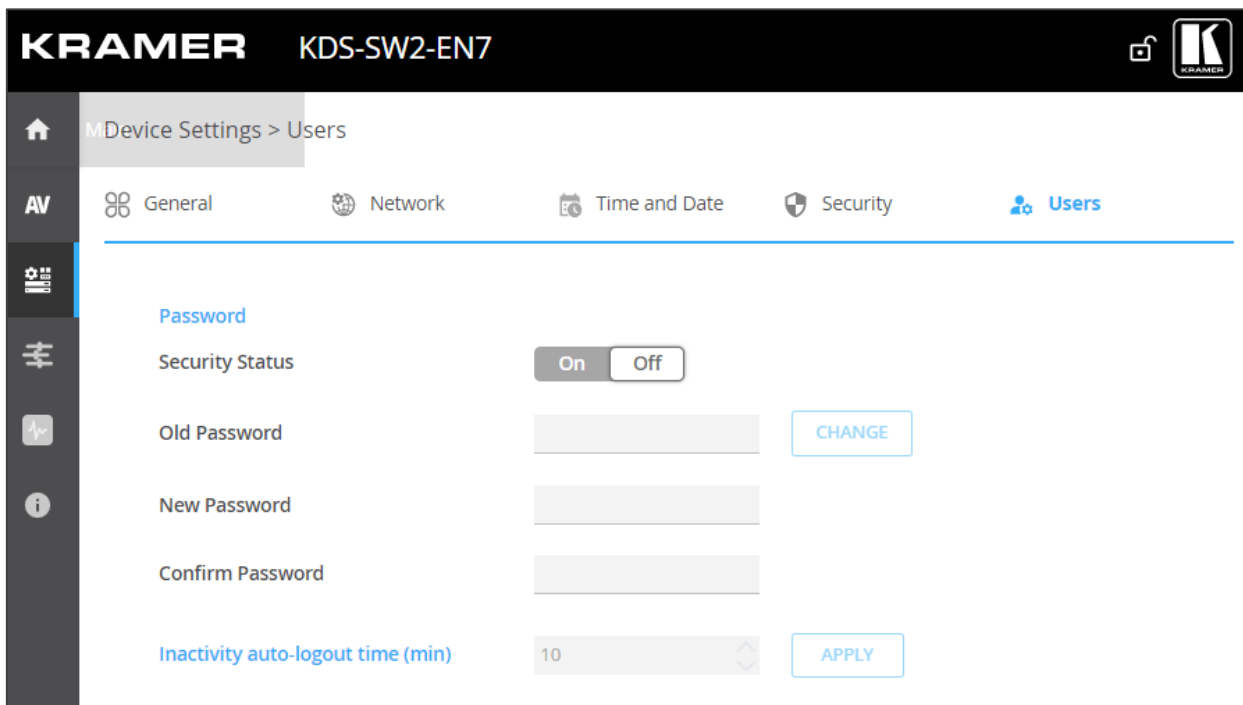 KRAMER KDS-SW2-EN7
KRAMER
Device Settings > Users
AV General Network Time and Date Security Users
Password
Security Status On Off
Old Password CHANGE
New Password
Confirm Password
Inactivity auto-logout time (min) 10 APPLY